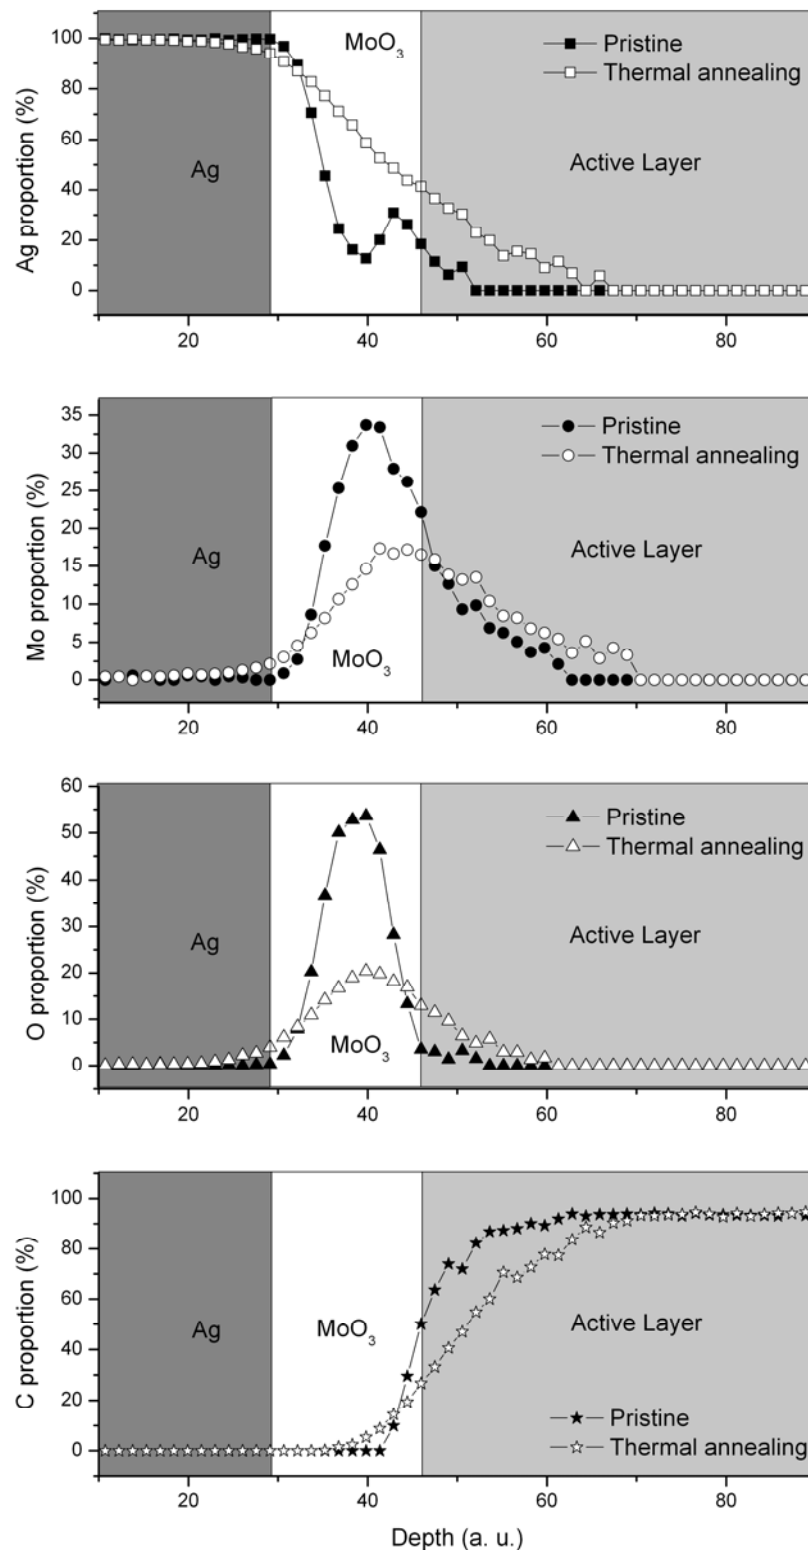 Ag proportion (%)
100
80
60
40
20
0
MoO3
Pristine
Thermal annealing
Ag
Active Layer
20
40
60
80
Mo proportion (%)
35
30
25
20
15
10
5
0
Pristine
Thermal annealing
Ag
Active Layer
MoO3
20
40
60
80
O proportion (%)
60
50
40
30
20
10
0
Pristine
Thermal annealing
Ag
Active Layer
MoO3
20
40
60
80
C proportion (%)
100
80
60
40
20
0
Ag
MoO3
Active Layer
Pristine
Thermal annealing
20
40
60
80
Depth (a. u.)